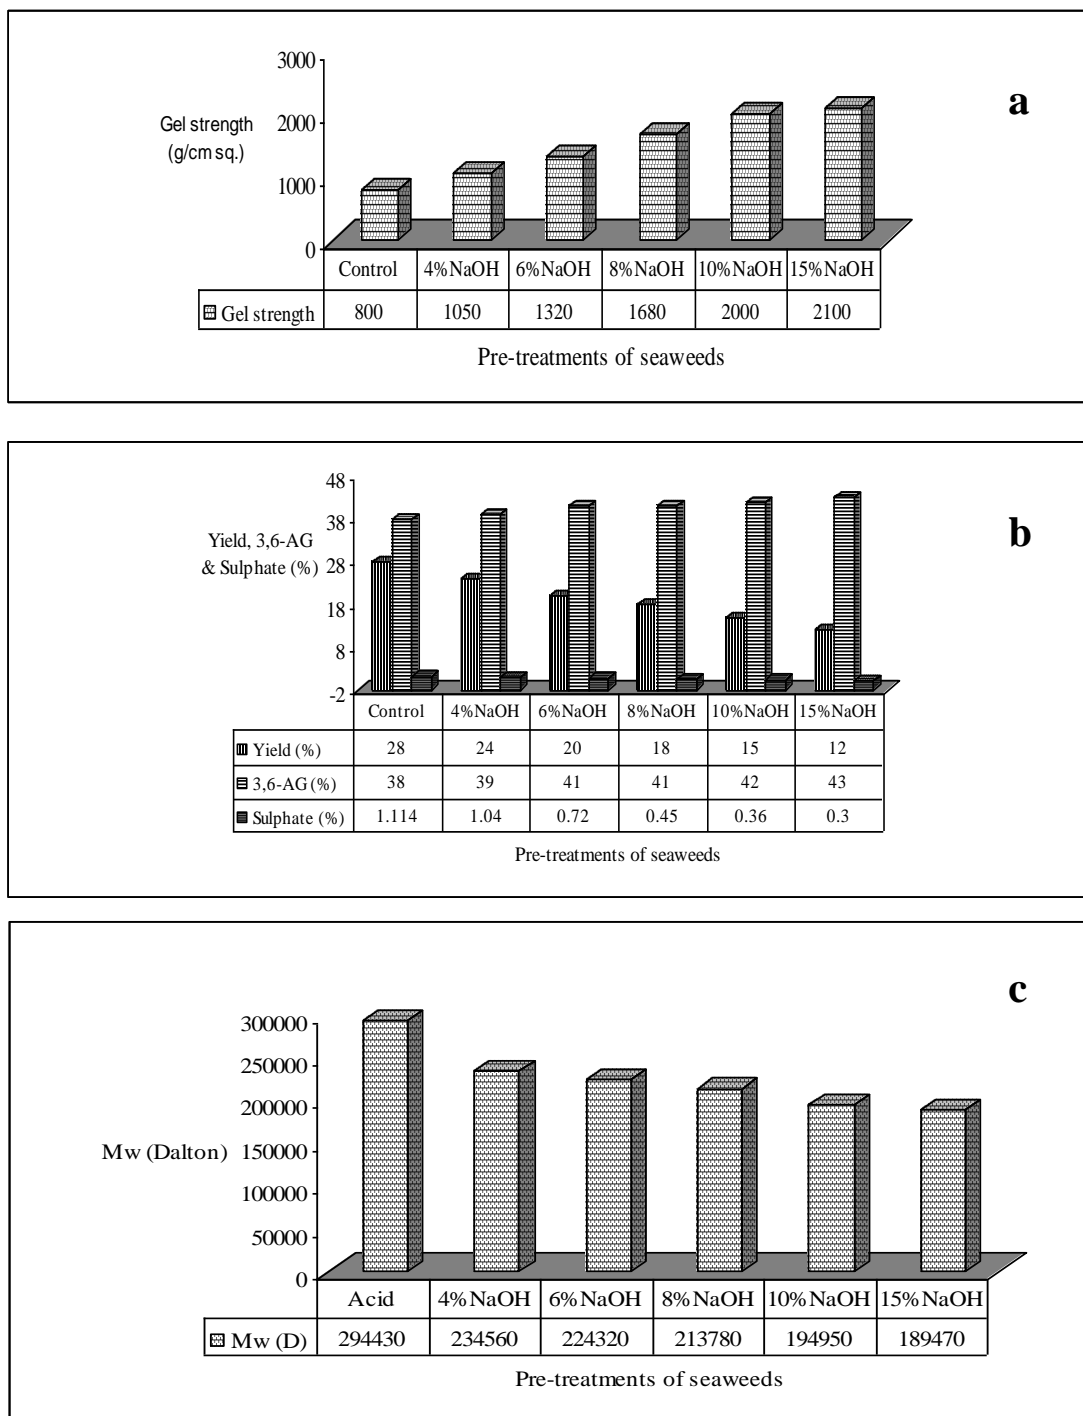 a
3000
2000
1000
0
Gel strength
(g/cm sq.)
Control 4%NaOH 6%NaOH 8%NaOH 10%NaOH 15%NaOH
Gel strength 800 1050 1320 1680 2000 2100
Pre-treatments of seaweeds
b
48
38
28
18
8
-2
Yield, 3,6-AG
& Sulphate (%)
Control 4%NaOH 6%NaOH 8%NaOH 10%NaOH 15%NaOH
Yield (%) 28 24 20 18 15 12
3,6-AG (%) 38 39 41 41 42 43
Sulphate (%) 1.114 1.04 0.72 0.45 0.36 0.3
Pre-treatments of seaweeds
c
300000
250000
200000
150000
100000
50000
0
Mw (Dalton)
Acid 4% NaOH 6% NaOH 8% NaOH 10% NaOH 15% NaOH
Mw (D) 294430 234560 224320 213780 194950 189470
Pre-treatments of seaweeds